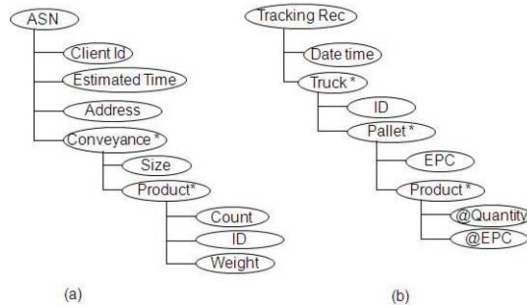 ASN
Client Id
Estimated Time
Address
Conveyance *
Size
Product*
Count
ID
Weight
(a)
Tracking Rec
Date time
Truck *
ID
Pallet *
EPC
Product *
@Quantity
@EPC
(b)